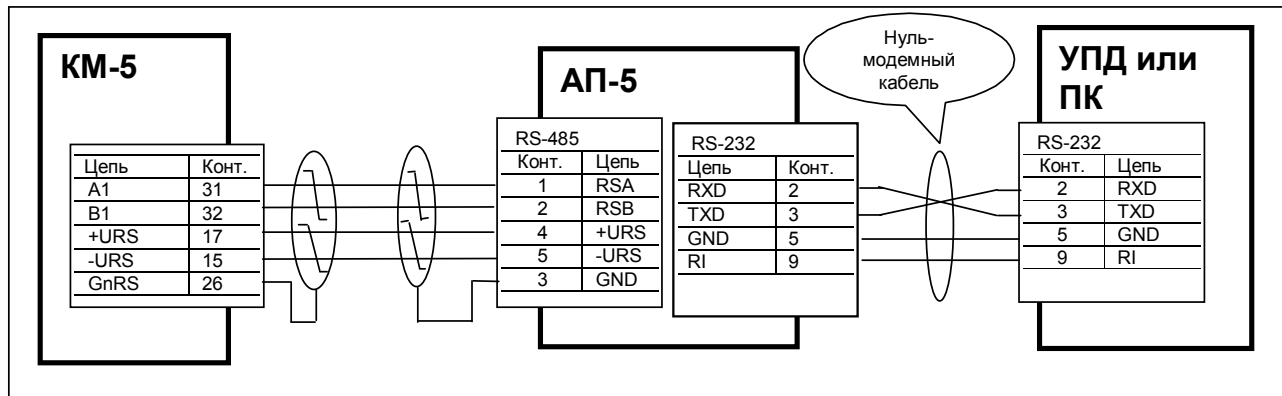 КМ-5
Цепь Конт.
A1 31
B1 32
+URS 17
-URS 15
GnRS 26
АП-5
RS-485
Конт. Цепь
1 RSA
2 RSB
4 +URS
5 -URS
3 GND
RS-232
Цепь Конт.
RXD 2
TXD 3
GND 5
RI 9
Нуль-
модемный
кабель
УПД или
ПК
RS-232
Конт. Цепь
2 RXD
3 TXD
5 GND
9 RI